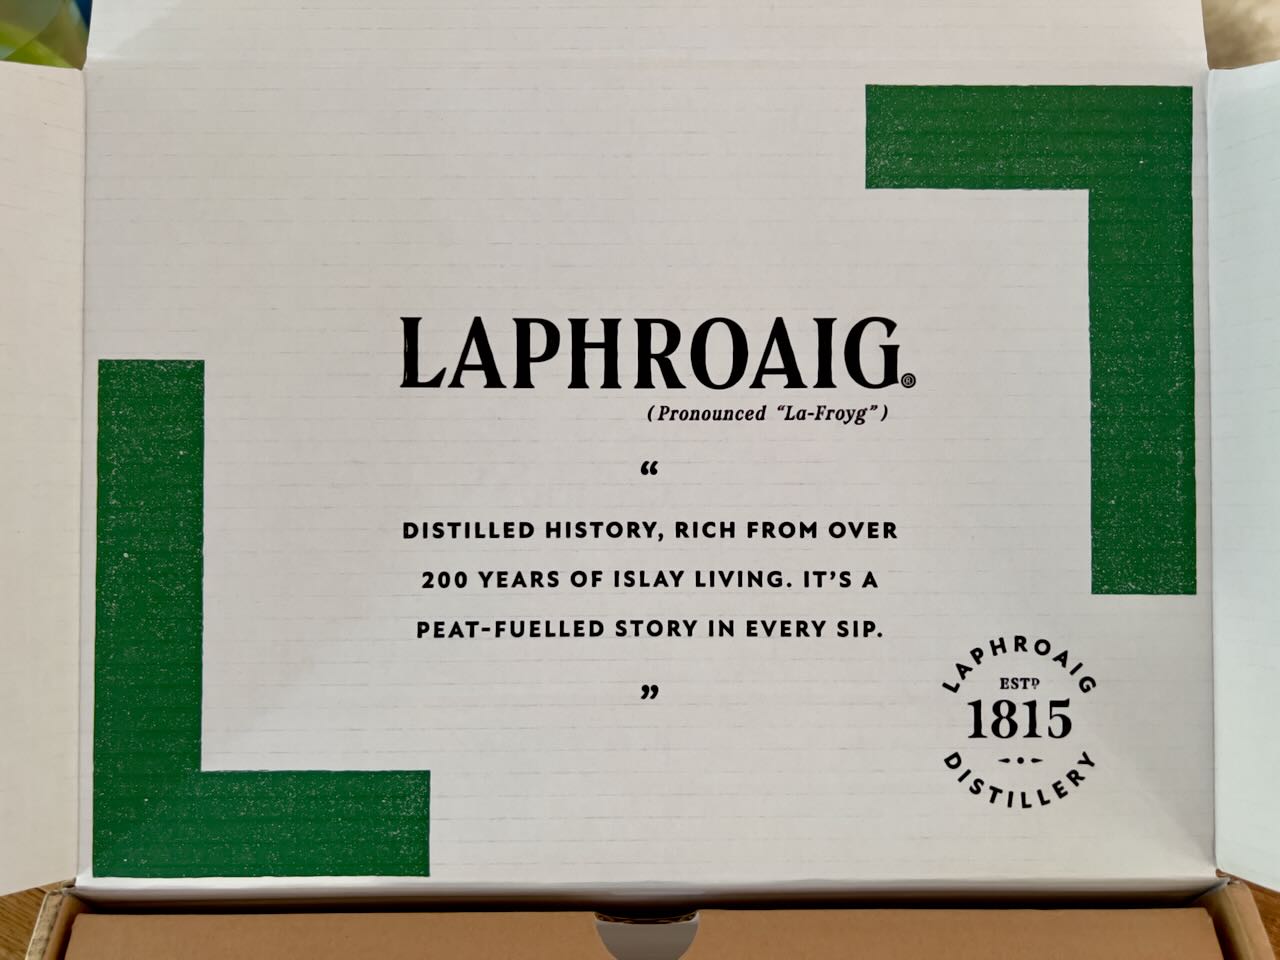 LAPHROAIG®
(Pronounced “La-Froyg”)
“
DISTILLED HISTORY, RICH FROM OVER
200 YEARS OF ISLAY LIVING. IT’S A
PEAT-FUELLED STORY IN EVERY SIP.
”
LAPHROAIG
ESTD
1815
DISTILLERY